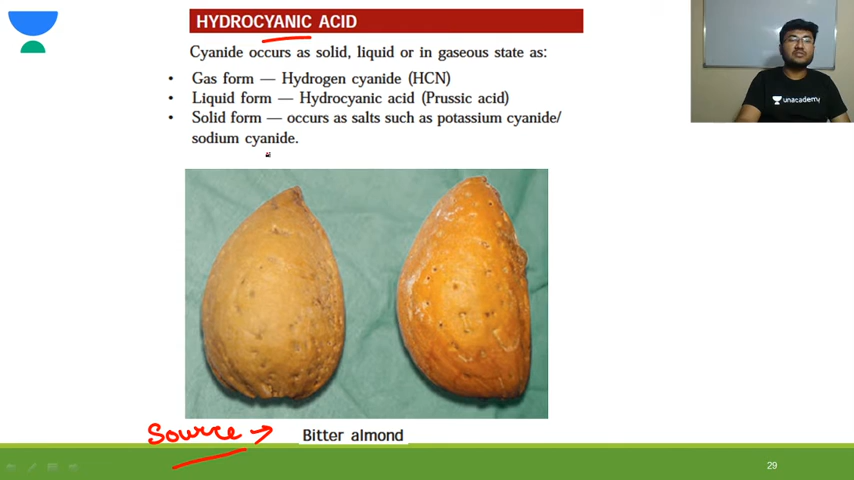 HYDROCYANIC ACID
Cyanide occurs as solid, liquid or in gaseous state as:
• Gas form — Hydrogen cyanide (HCN)
• Liquid form — Hydrocyanic acid (Prussic acid)
• Solid form — occurs as salts such as potassium cyanide/
sodium cyanide.
unacademy
Source → Bitter almond
29